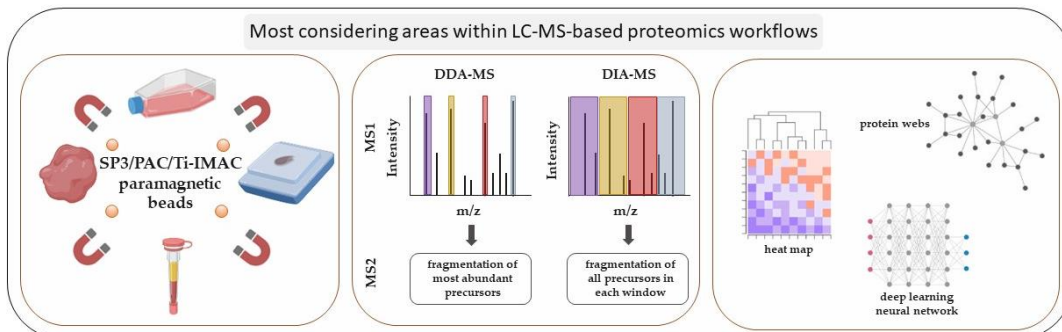 Most considering areas within LC-MS-based proteomics workflows
SP3/PAC/Ti-IMAC
paramagnetic
beads
DDA-MS
DIA-MS
MS1
Intensity
Intensity
m/z
m/z
MS2
fragmentation of
most abundant
precursors
fragmentation of
all precursors in
each window
protein webs
heat map
deep learning
neural network